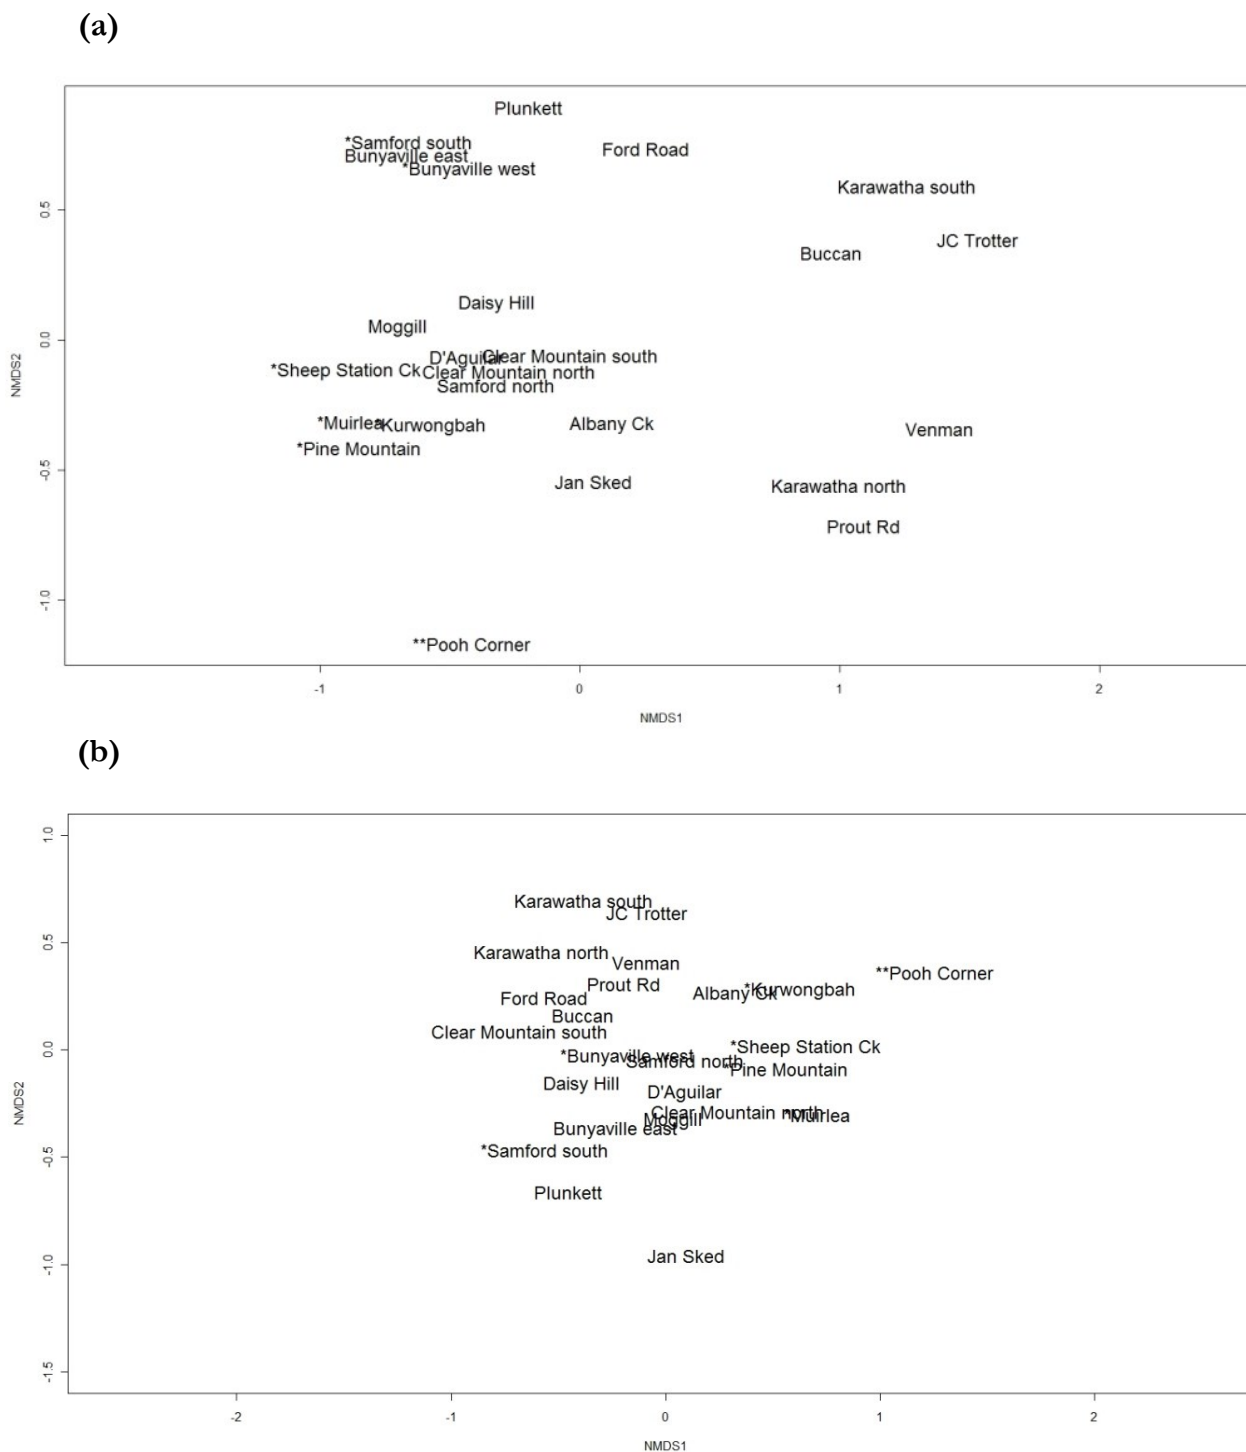 (a)
Plunkett
*Samford south
Ford Road
Bunyaville east
*Bunyaville west
Karawatha south
0.5
JC Trotter
Buccan
Daisy Hill
Moggill
0.0
D'Aguilar
Clear Mountain south
*Sheep Station Ck
Clear Mountain north
Samford north
NMDS2
*Muirlea
*Kurwongbah
Albany Ck
Venman
*Pine Mountain
-0.5
Jan Sked
Karawatha north
Prout Rd
-1.0
**Pooh Corner
-1 0 1 2
NMDS1
(b)
1.0
Karawatha south
JC Trotter
0.5
Karawatha north
Venman
**Pooh Corner
Prout Rd
Albany Ck
*Kurwongbah
Ford Road
Buccan
Clear Mountain south
0.0
*Sheep Station Ck
*Bunyaville west
Samford north
*Pine Mountain
Daisy Hill
D'Aguilar
NMDS2
Clear Mountain north
*Muirlea
Moggill
Bunyaville east
*Samford south
-0.5
Plunkett
Jan Sked
-1.0
-1.5
-2 -1 0 1 2
NMDS1